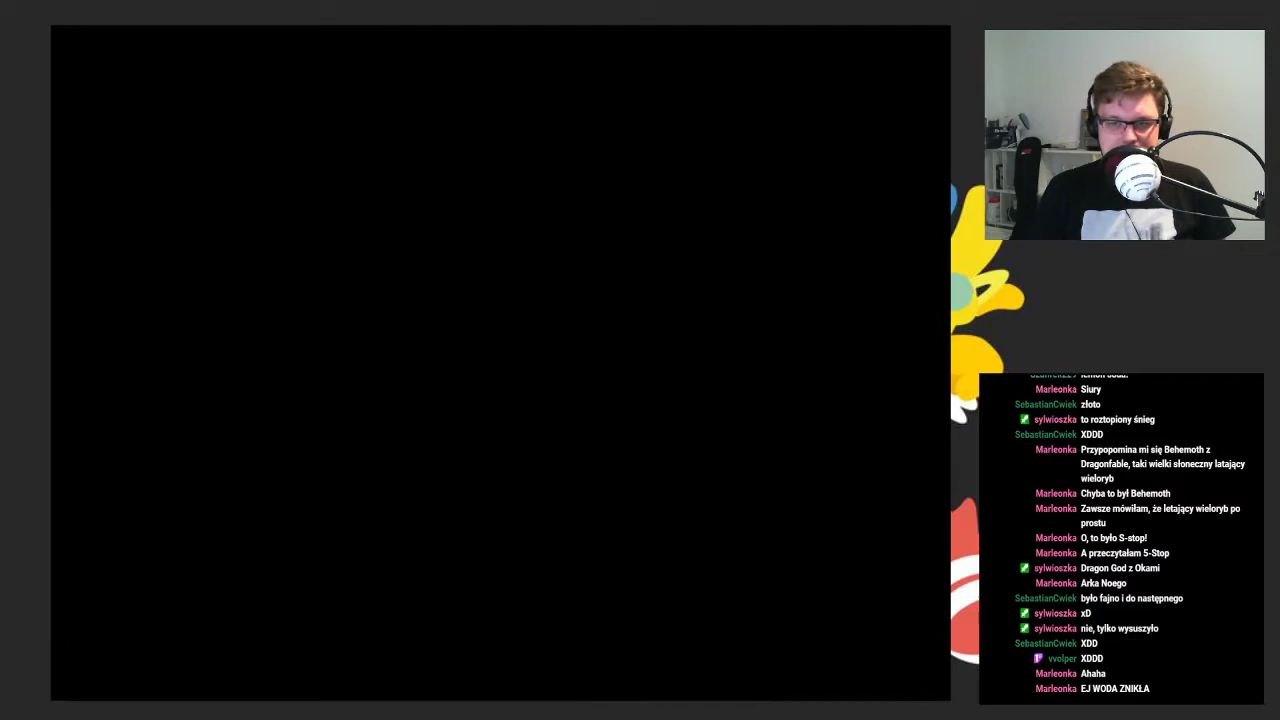 Marleonka Siury
SebastianCwiek złoto
sylwioszka to roztopiony śnieg
SebastianCwiek XDDD
Marleonka Przypopomina mi się Behemoth z
Dragonfable, taki wielki słoneczny latający
wieloryb
Marleonka Chyba to był Behemoth
Marleonka Zawsze mówiłam, że letający wieloryb po
prostu
Marleonka O, to było S-stop!
Marleonka A przeczytałam 5-Stop
sylwioszka Dragon God z Okami
Marleonka Arka Noego
SebastianCwiek było fajno i do następnego
sylwioszka xD
sylwioszka nie, tylko wysuszyło
SebastianCwiek XDD
vvolper XDDD
Marleonka Ahaha
Marleonka EJ WODA ZNIKŁA